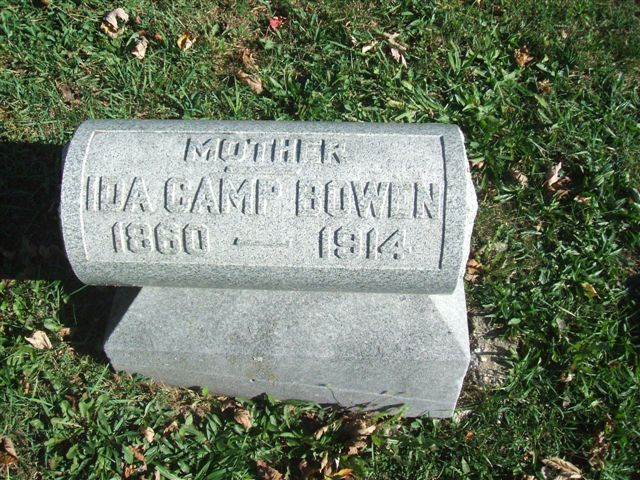 MOTHER
IDA CAMP BOWEN
1860 — 1914